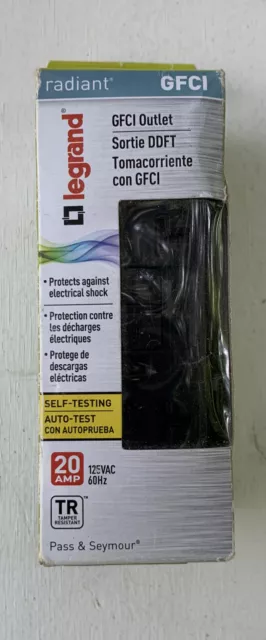 radiant®
GFCI
legrand®
GFCI Outlet
Sortie DDFT
Tomacorriente
con GFCI
• Protects against
electrical shock
• Protection contre
les décharges
électriques
• Protege de
descargas
eléctricas
SELF-TESTING
AUTO-TEST
CON AUTOPRUEBA
20
AMP
125VAC
60Hz
TR™
TAMPER
RESISTANT
Pass & Seymour®